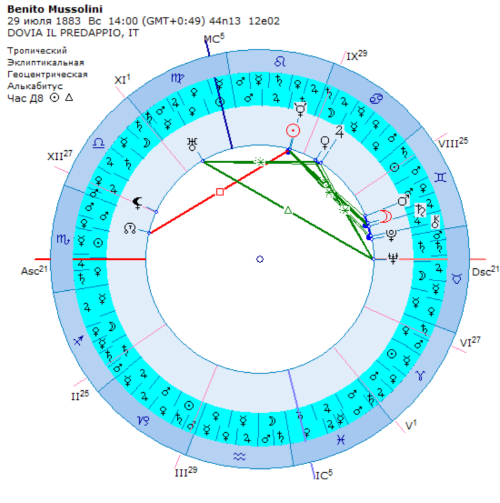 Benito Mussolini
29 июля 1883 Вс 14:00 (GMT+0:49) 44n13 12e02
DOVIA IL PREDAPPIO, IT
Тропический
Эклиптикальная
Геоцентрическая
Алькабитус
Час Д8 ☉ △
MC⁵
IX²⁹
XI¹
VIII²⁵
XII²⁷
Asc²¹
Dsc²¹
VI²⁷
II²⁵
V¹
III²⁹
IC⁵